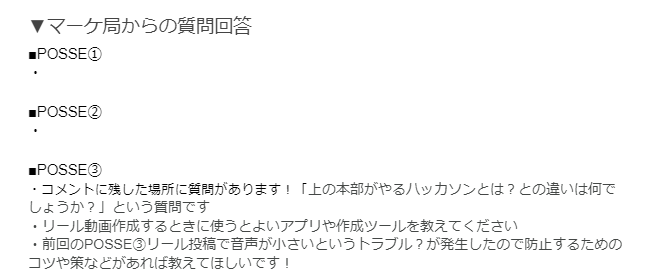 ▼マーケ局からの質問回答
■POSSE①
・
■POSSE②
・
■POSSE③
・コメントに残した場所に質問があります！「上の本部がやるハッカソンとは？との違いは何で
しょうか？」という質問です
・リール動画作成するときに使うとよいアプリや作成ツールを教えてください
・前回のPOSSE③リール投稿で音声が小さいというトラブル？が発生したので防止するための
コツや策などがあれば教えてほしいです！